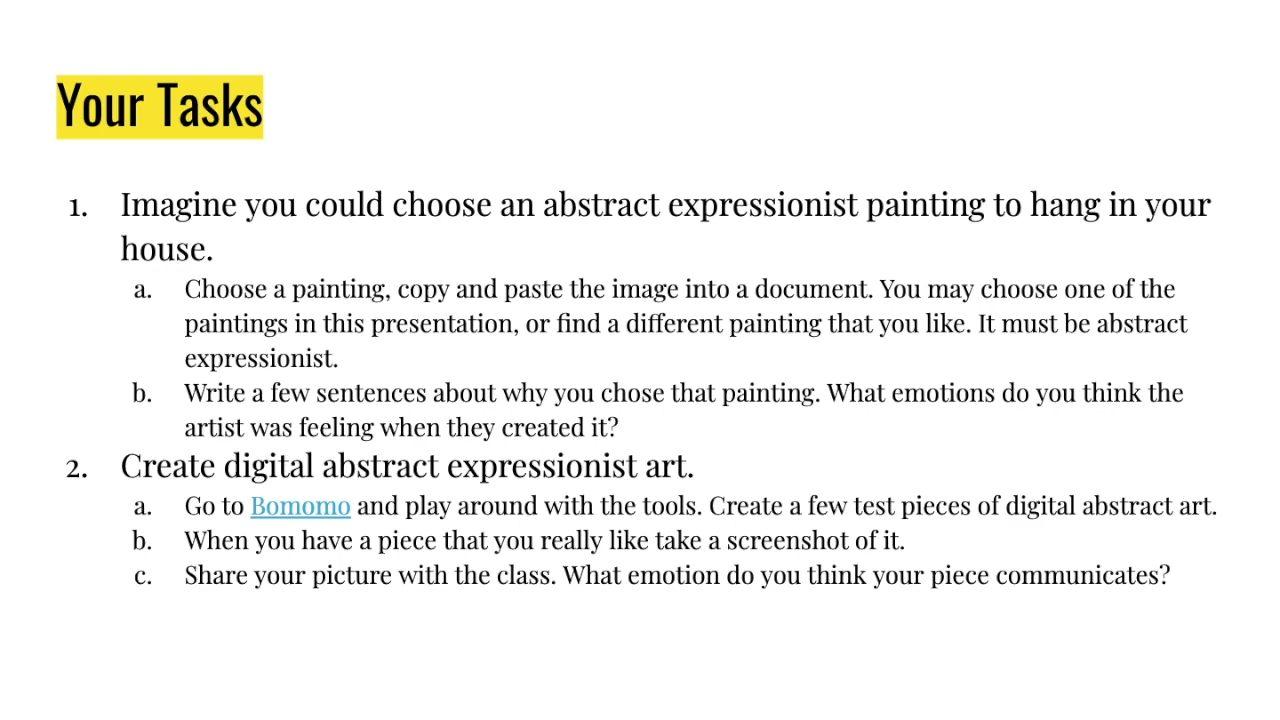 Your Tasks
1. Imagine you could choose an abstract expressionist painting to hang in your
house.
a. Choose a painting, copy and paste the image into a document. You may choose one of the
paintings in this presentation, or find a different painting that you like. It must be abstract
expressionist.
b. Write a few sentences about why you chose that painting. What emotions do you think the
artist was feeling when they created it?
2. Create digital abstract expressionist art.
a. Go to Bomomo and play around with the tools. Create a few test pieces of digital abstract art.
b. When you have a piece that you really like take a screenshot of it.
c. Share your picture with the class. What emotion do you think your piece communicates?